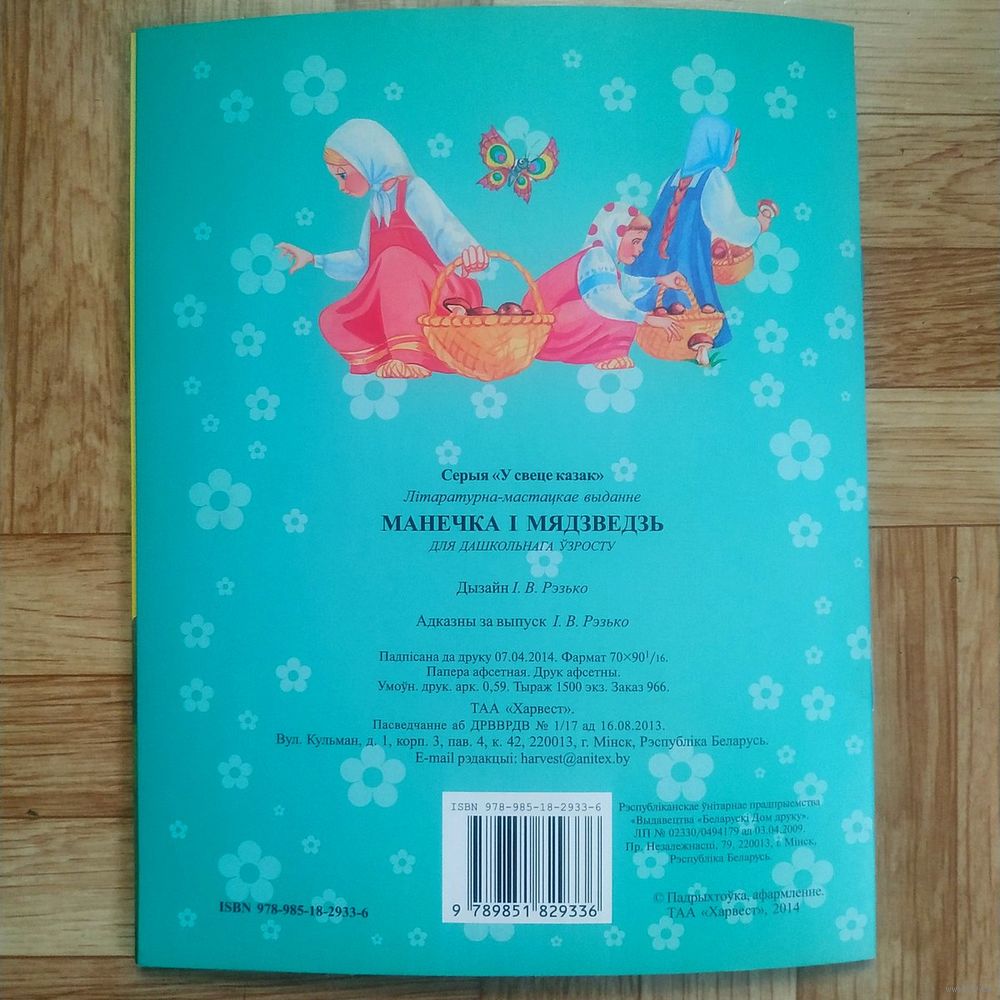 Серыя «У свеце казак»
Літаратурна-мастацкае выданне
МАНЕЧКА І МЯДЗВЕДЗЬ
ДЛЯ ДАШКОЛЬНАГА ЎЗРОСТУ
Дызайн І. В. Рэзько
Адказны за выпуск І. В. Рэзько
Падпісана да друку 07.04.2014. Фармат 70×90¹/₁₆.
Папера афсетная. Друк афсетны.
Умоўн. друк. арк. 0,59. Тыраж 1500 экз. Заказ 966.
ТАА «Харвест».
Пасведчанне аб ДРВВРДВ № 1/17 ад 16.08.2013.
Вул. Кульман, д. 1, корп. 3, пав. 4, к. 42, 220013, г. Мінск, Рэспубліка Беларусь.
E-mail рэдакцыі: harvest@anitex.by
ISBN 978-985-18-2933-6
9 789851 829336
Рэспубліканскае ўнітарнае прадпрыемства
«Выдавецтва «Беларускі Дом друку».
ЛП № 02330/0494179 ад 03.04.2009.
Пр. Незалежнасці, 79, 220013, г. Мінск,
Рэспубліка Беларусь.
ISBN 978-985-18-2933-6
© Падрыхтоўка, афармленне.
ТАА «Харвест», 2014